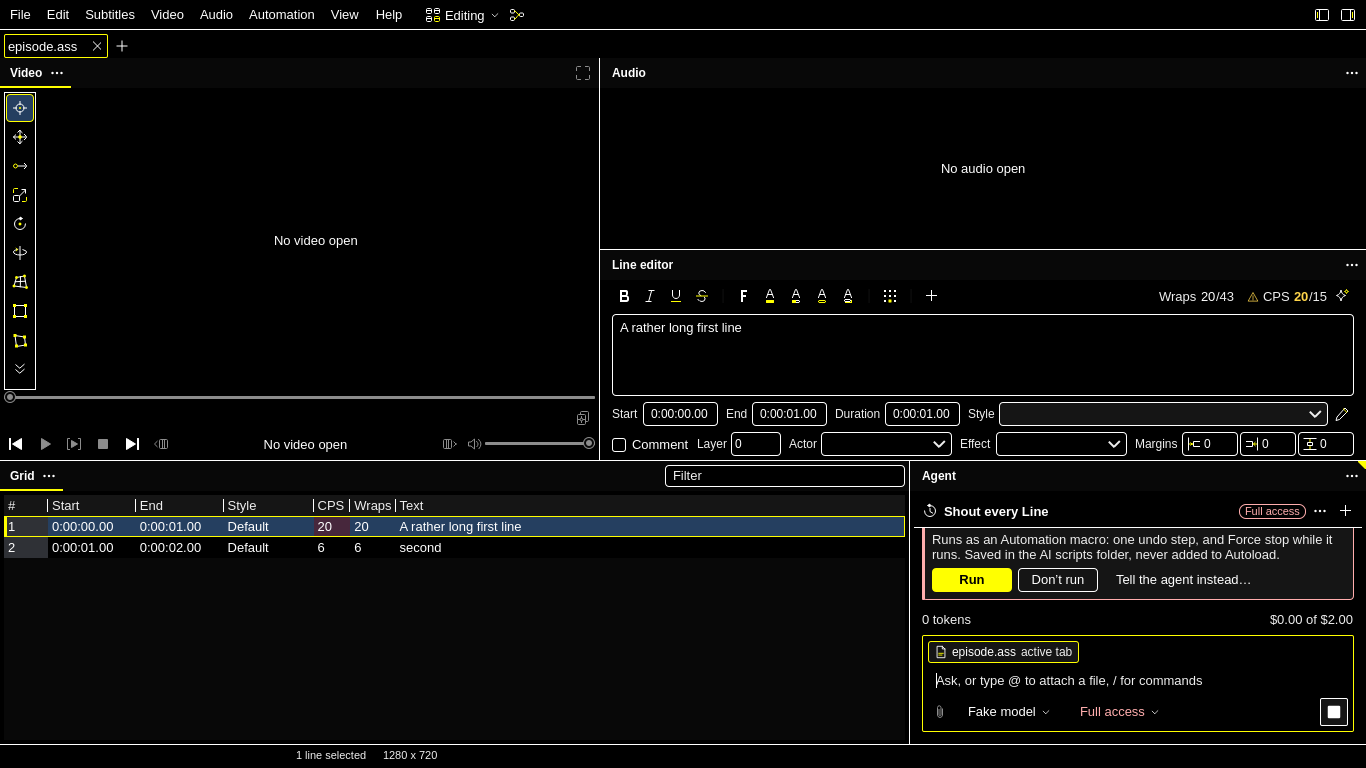 File Edit Subtitles Video Audio Automation View Help Editing
episode.ass
Video
Audio
No video open
No audio open
Line editor
B I U S F A A A A Wraps 20/43 CPS 20/15
A rather long first line
Start 0:00:00.00 End 0:00:01.00 Duration 0:00:01.00 Style
No video open
Comment Layer 0 Actor Effect Margins 0 0 0
Grid Filter
# Start End Style CPS Wraps Text
1 0:00:00.00 0:00:01.00 Default 20 20 A rather long first line
2 0:00:01.00 0:00:02.00 Default 6 6 second
Agent
Shout every Line Full access
Runs as an Automation macro: one undo step, and Force stop while it
runs. Saved in the AI scripts folder, never added to Autoload.
Run Don't run Tell the agent instead…
0 tokens $0.00 of $2.00
episode.ass active tab
Ask, or type @ to attach a file, / for commands
Fake model Full access
1 line selected 1280 x 720